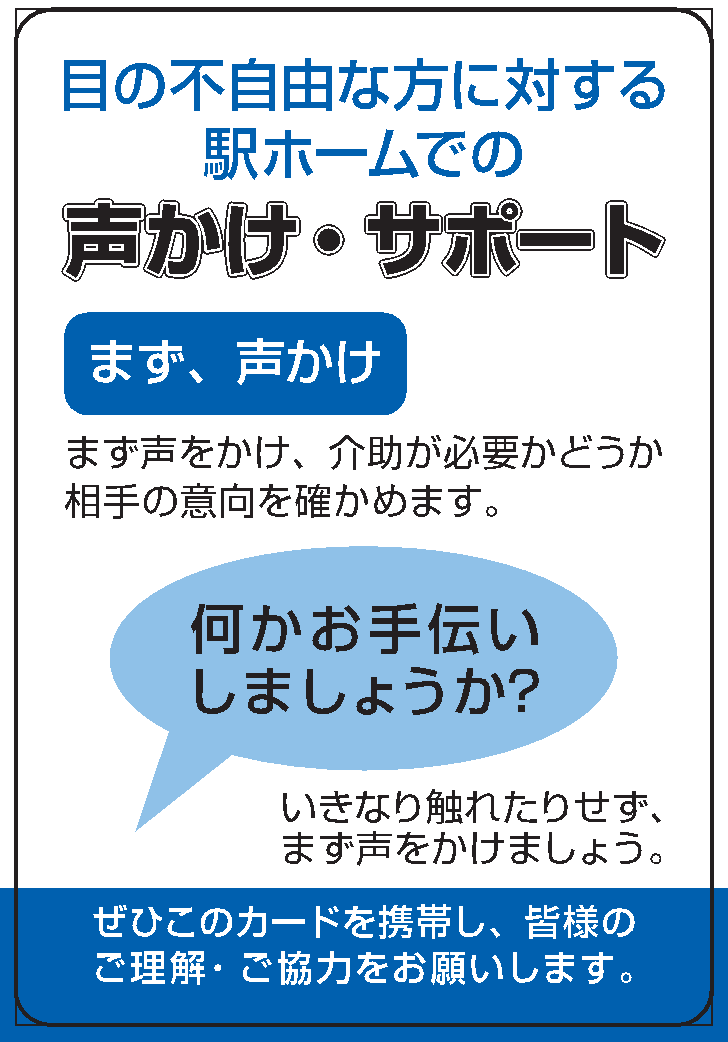 目の不自由な方に対する
駅ホームでの
声かけ・サポート
まず、声かけ
まず声をかけ、介助が必要かどうか
相手の意向を確かめます。
何かお手伝い
しましょうか?
いきなり触れたりせず、
まず声をかけましょう。
ぜひこのカードを携帯し、皆様の
ご理解・ご協力をお願いします。